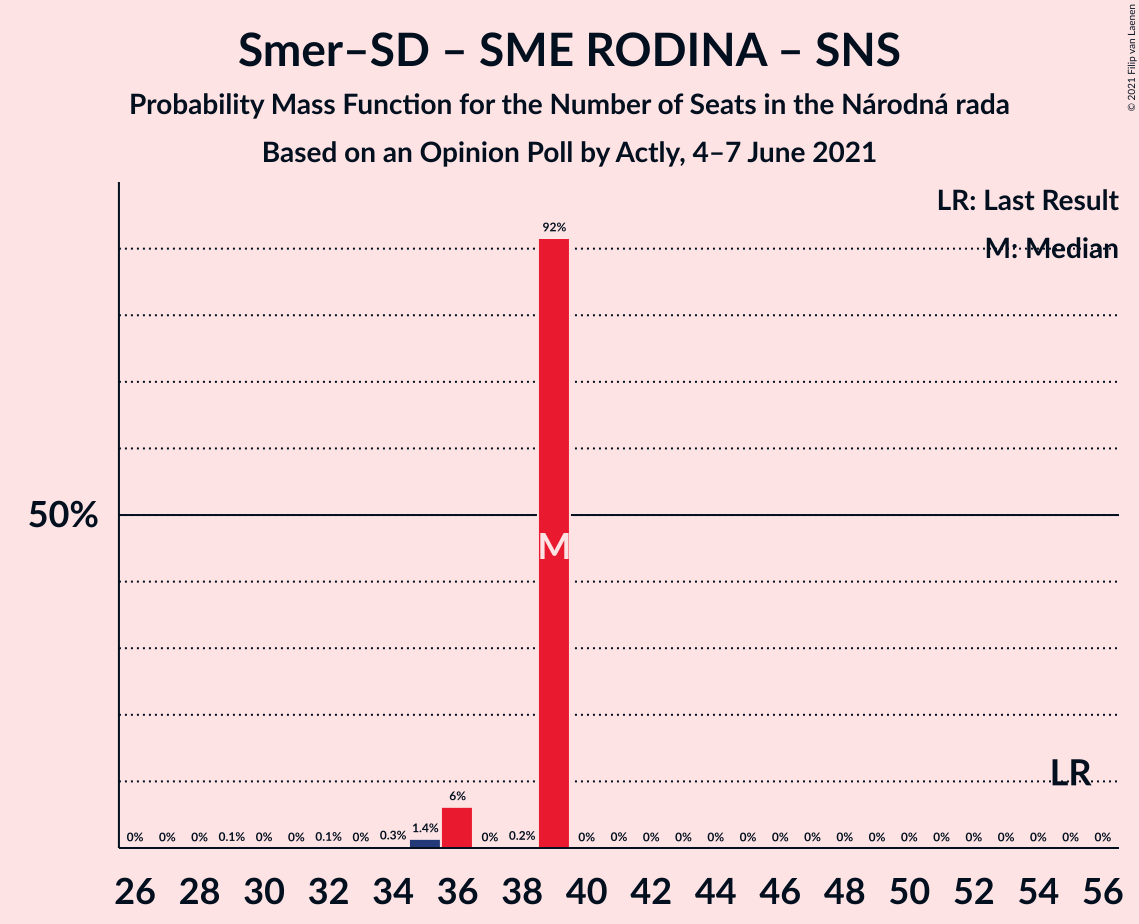 Smer–SD – SME RODINA – SNS
Probability Mass Function for the Number of Seats in the Národná rada
Based on an Opinion Poll by Actly, 4–7 June 2021
© 2021 Filip van Laenen
LR: Last Result
M: Median
92%
50%
M
LR
6%
0% 0% 0% 0.1% 0% 0% 0.1% 0% 0.3% 1.4% 0% 0.2% 0% 0% 0% 0% 0% 0% 0% 0% 0% 0% 0% 0% 0% 0% 0% 0% 0%
26 28 30 32 34 36 38 40 42 44 46 48 50 52 54 56